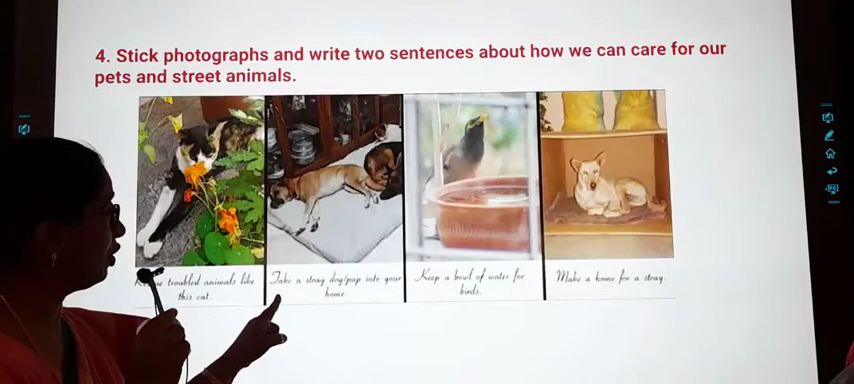 4. Stick photographs and write two sentences about how we can care for our
pets and street animals.
troubled animals like
this cat.
Take a stray dog/pup into your
home.
Keep a bowl of water for
birds.
Make a home for a stray.